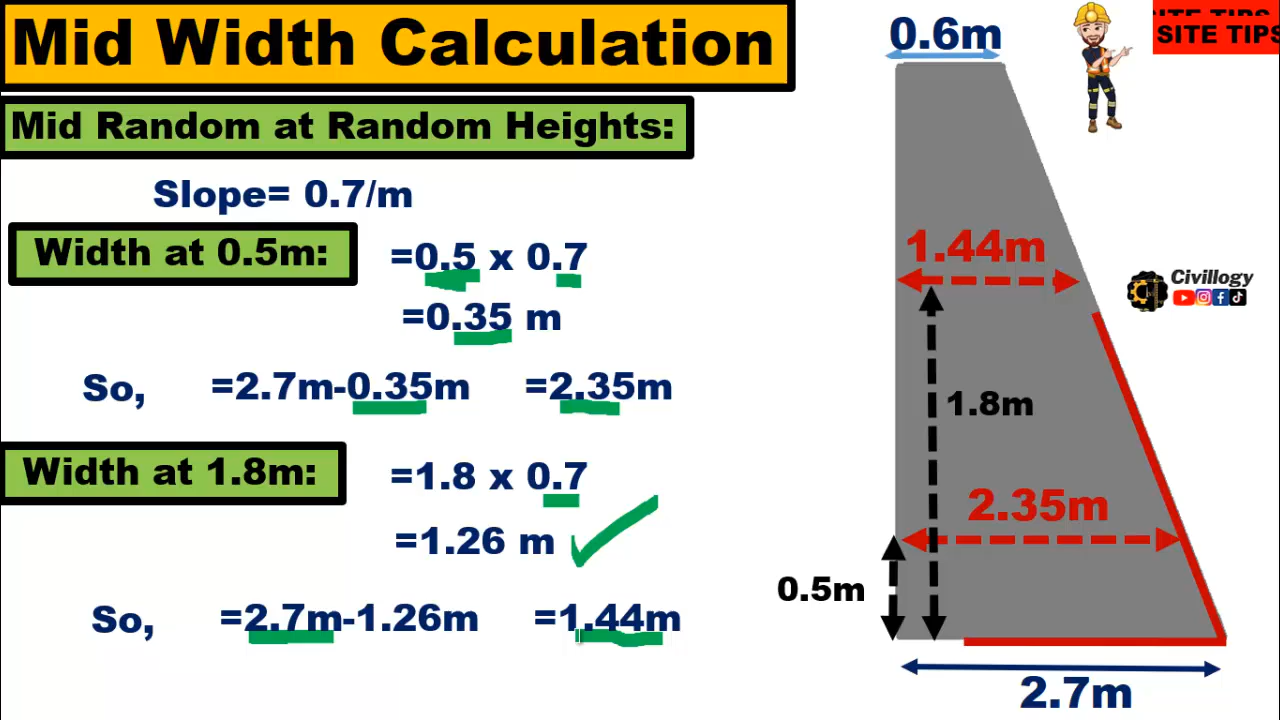 Mid Width Calculation
Mid Random at Random Heights:
Slope= 0.7/m
Width at 0.5m:
=0.5 x 0.7
=0.35 m
So, =2.7m-0.35m =2.35m
Width at 1.8m:
=1.8 x 0.7
=1.26 m
So, =2.7m-1.26m =1.44m
0.6m
SITE TIPS
SITE TIPS
1.44m
Civillogy
1.8m
2.35m
0.5m
2.7m